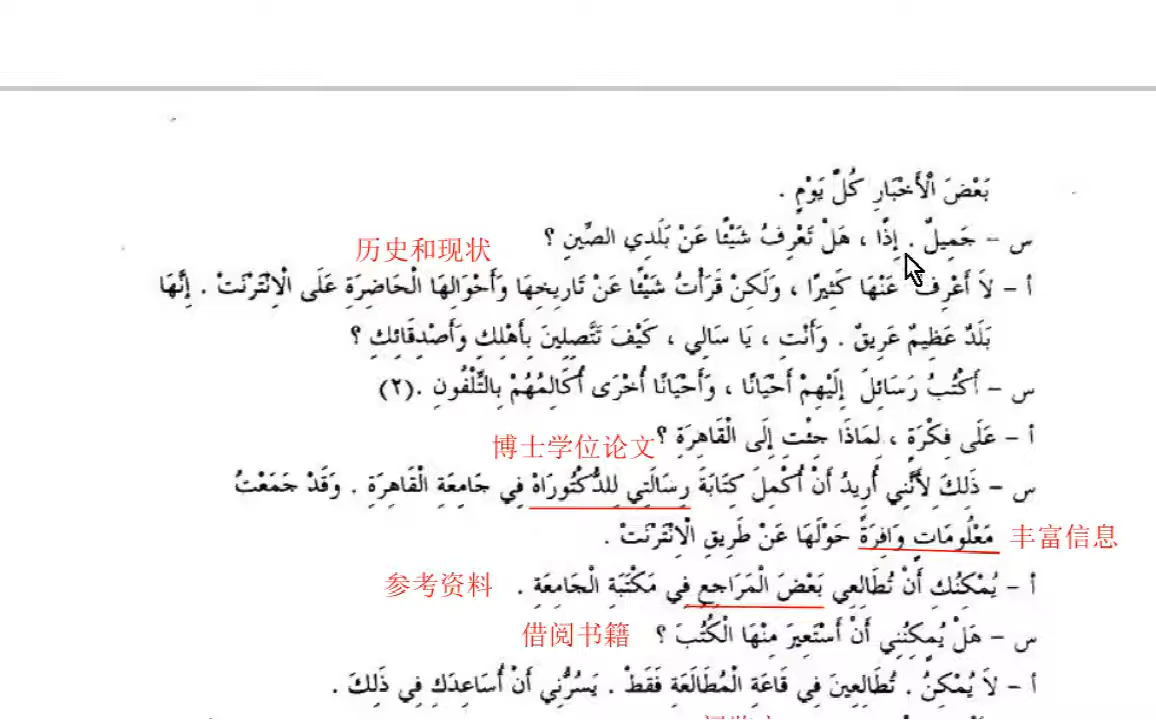 بَعْضَ الْأَخْبَارِ كُلَّ يَوْمٍ .
س – جَمِيلٌ . إِذًا ، هَلْ تَعْرِفُ شَيْئًا عَنْ بَلَدِي الصِّينِ ؟
历史和现状
أ – لَا أَعْرِفُ عَنْهَا كَثِيرًا ، وَلَكِنْ قَرَأْتُ شَيْئًا عَنْ تَارِيخِهَا وَأَحْوَالِهَا الْحَاضِرَةِ عَلَى الْاِنْتَرْنَتْ . إِنَّهَا
بَلَدٌ عَظِيمٌ عَرِيقٌ . وَأَنْتِ ، يَا سَالِي ، كَيْفَ تَتَّصِلِينَ بِأَهْلِكِ وَأَصْدِقَائِكِ ؟
س – أَكْتُبُ رَسَائِلَ إِلَيْهِمْ أَحْيَانًا ، وَأَحْيَانًا أُخْرَى أُكَالِمُهُمْ بِالتِّلْفُونِ .(٢)
أ – عَلَى فِكْرَةٍ ، لِمَاذَا جِئْتِ إِلَى الْقَاهِرَةِ ؟
博士学位论文
س – ذَلِكَ لِأَنَّنِي أُرِيدُ أَنْ أُكْمِلَ كِتَابَةَ رِسَالَتِي لِلدُّكْتُورَاهْ فِي جَامِعَةِ الْقَاهِرَةِ . وَقَدْ جَمَعْتُ
مَعْلُومَاتٍ وَافِرَةً حَوْلَهَا عَنْ طَرِيقِ الْاِنْتَرْنَتْ .
丰富信息
أ – يُمْكِنُكِ أَنْ تُطَالِعِي بَعْضَ الْمَرَاجِعِ فِي مَكْتَبَةِ الْجَامِعَةِ .
参考资料
س – هَلْ يُمْكِنُنِي أَنْ أَسْتَعِيرَ مِنْهَا الْكُتُبَ ؟
借阅书籍
أ – لَا يُمْكِنُ . تُطَالِعِينَ فِي قَاعَةِ الْمُطَالَعَةِ فَقَطْ . يَسُرُّنِي أَنْ أُسَاعِدَكِ فِي ذَلِكَ .